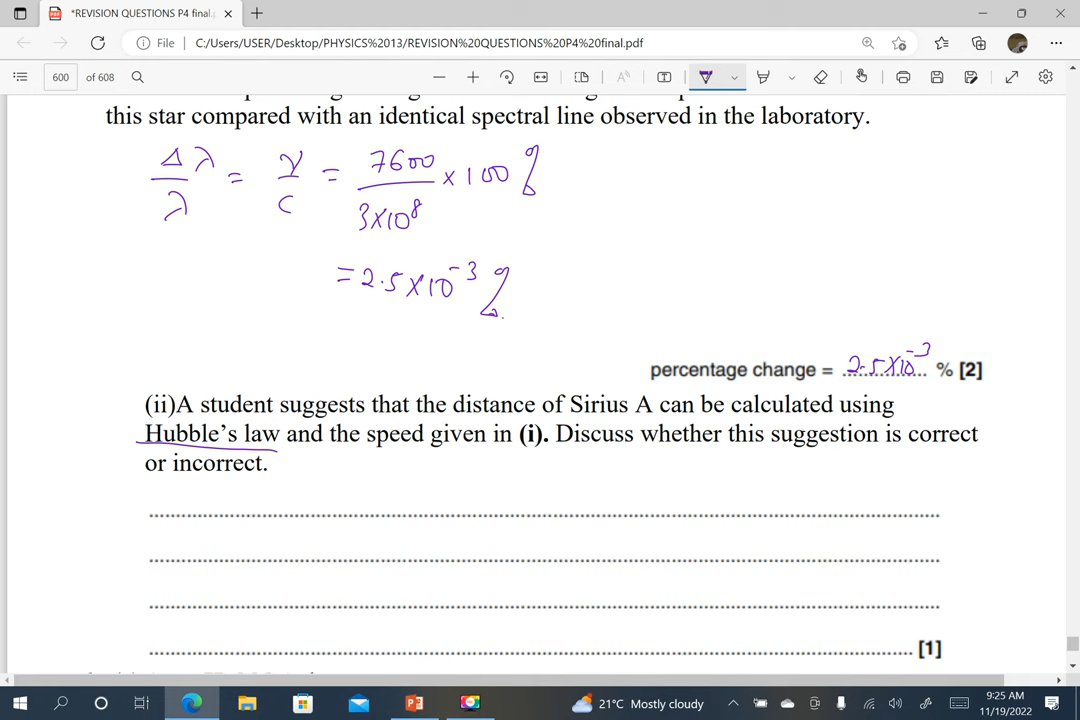 *REVISION QUESTIONS P4 final.
File
C:/Users/USER/Desktop/PHYSICS%2013/REVISION%20QUESTIONS%20P4%20final.pdf
600 of 608
this star compared with an identical spectral line observed in the laboratory.
Δλ/λ = v/c = 7600/3×10⁸ × 100 %
= 2.5×10⁻³ %
percentage change = 2.5×10⁻³ % [2]
(ii)A student suggests that the distance of Sirius A can be calculated using
Hubble's law and the speed given in (i). Discuss whether this suggestion is correct
or incorrect.
[1]
21°C Mostly cloudy
9:25 AM
11/19/2022